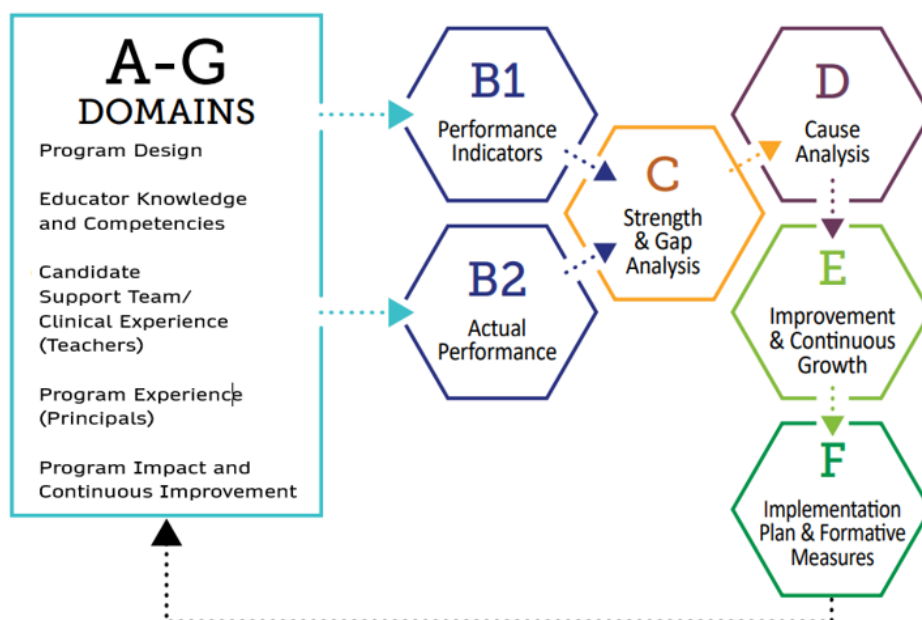 A-G
DOMAINS
Program Design
Educator Knowledge
and Competencies
Candidate
Support Team/
Clinical Experience
(Teachers)
Program Experience
(Principals)
Program Impact and
Continuous Improvement
B1
Performance
Indicators
B2
Actual
Performance
C
Strength
& Gap
Analysis
D
Cause
Analysis
E
Improvement
& Continuous
Growth
F
Implementation
Plan & Formative
Measures